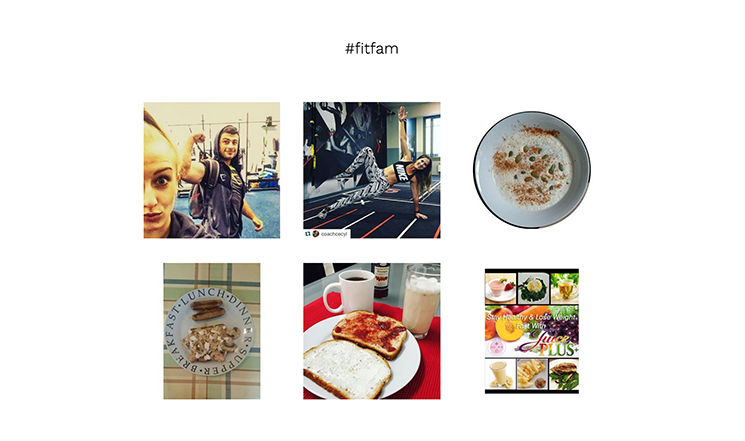 #fitfam
NIKE
coachcecyl
BREAKFAST • LUNCH • DINNER • SUPPER •
Stay Healthy & Lose Weight
Fast With
Juice
PLUS+